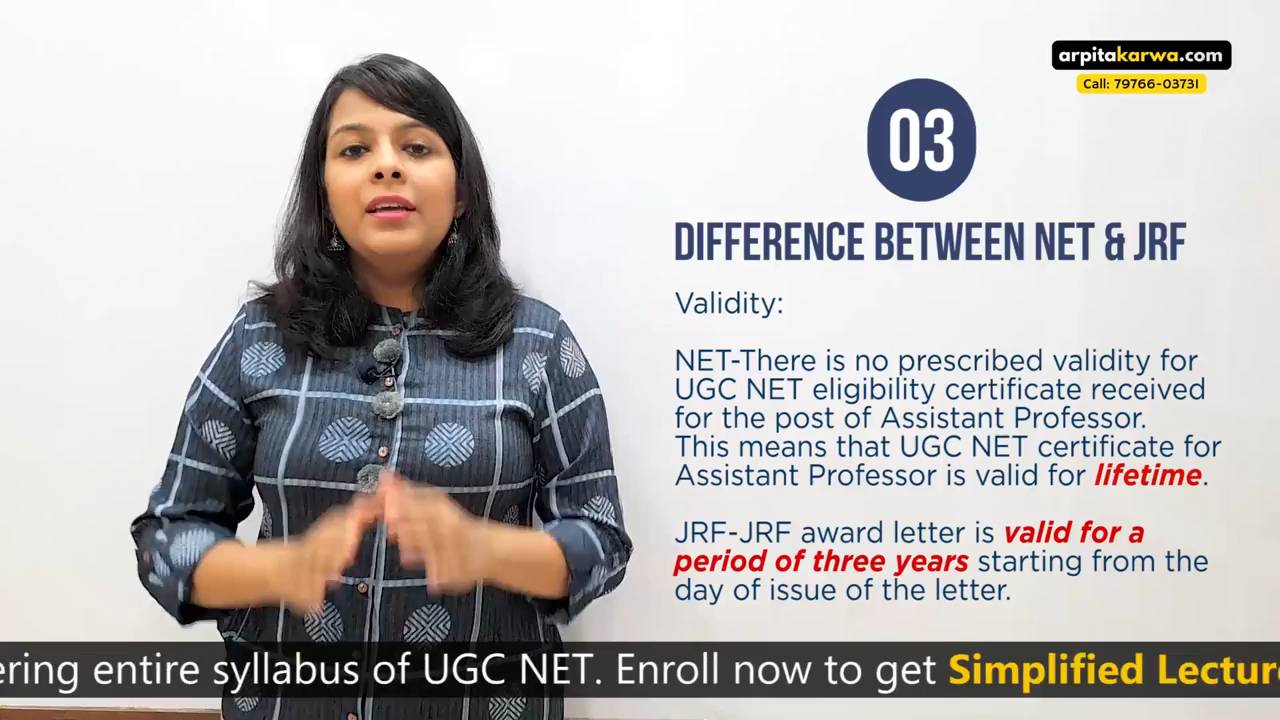 arpitakarwa.com
Call: 79766-03731
03
DIFFERENCE BETWEEN NET & JRF
Validity:
NET-There is no prescribed validity for
UGC NET eligibility certificate received
for the post of Assistant Professor.
This means that UGC NET certificate for
Assistant Professor is valid for lifetime.
JRF-JRF award letter is valid for a
period of three years starting from the
day of issue of the letter.
entire syllabus of UGC NET. Enroll now to get Simplified